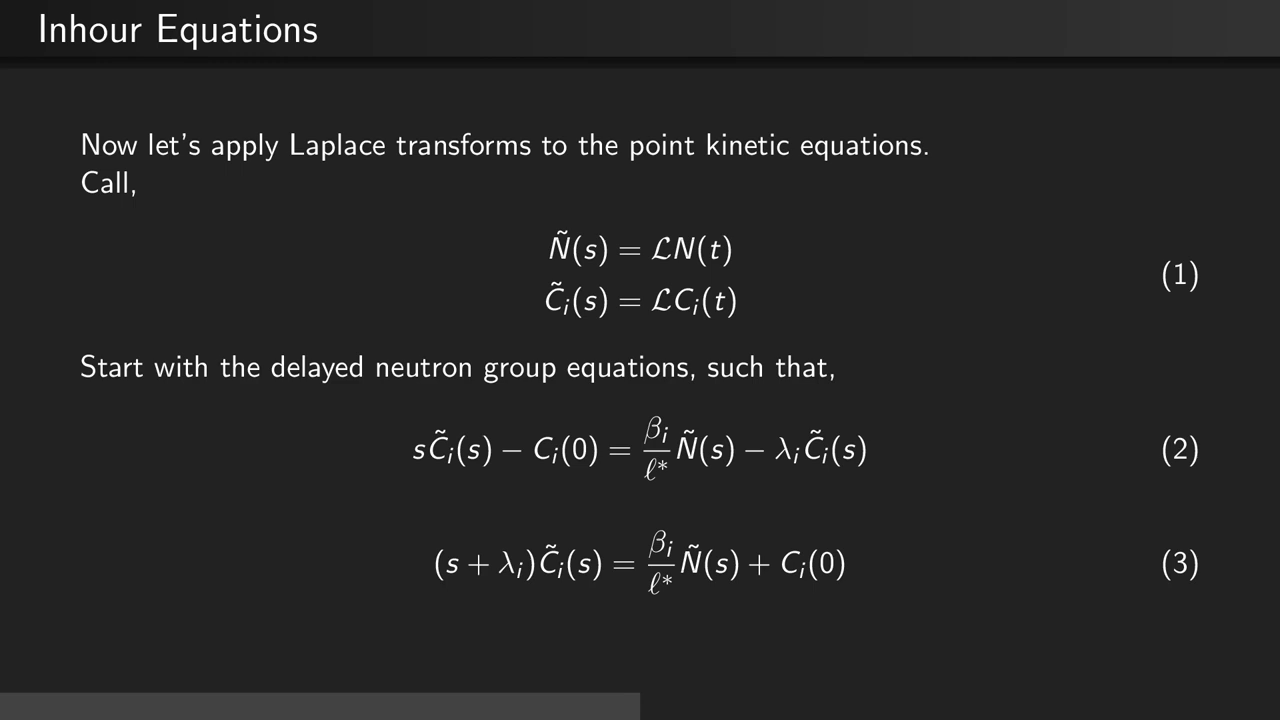 Inhour Equations
Now let's apply Laplace transforms to the point kinetic equations.
Call,
Ñ(s) = ℒN(t)
C̃ᵢ(s) = ℒCᵢ(t)
(1)
Start with the delayed neutron group equations, such that,
sC̃ᵢ(s) − Cᵢ(0) = βᵢ/ℓ* Ñ(s) − λᵢC̃ᵢ(s) (2)
(s + λᵢ)C̃ᵢ(s) = βᵢ/ℓ* Ñ(s) + Cᵢ(0) (3)